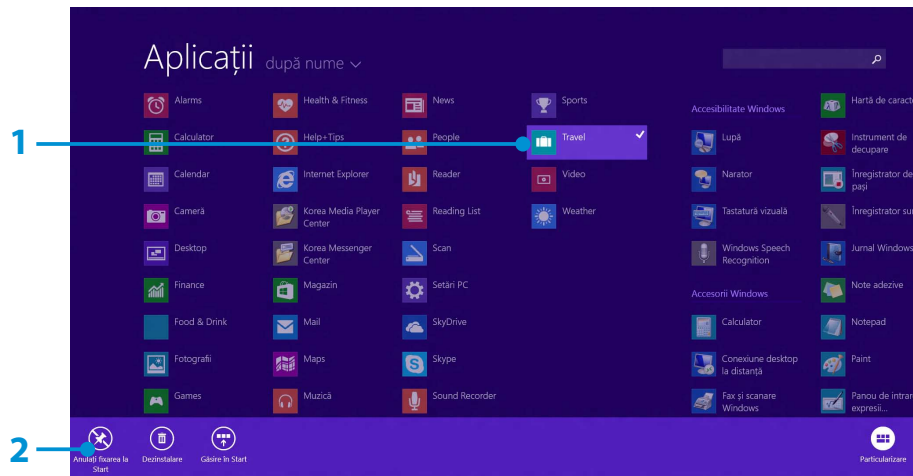 Aplicații după nume
Alarms
Calculator
Calendar
Cameră
Desktop
Finance
Food & Drink
Fotografii
Games
Health & Fitness
Help+Tips
Internet Explorer
Korea Media Player
Center
Korea Messenger
Center
Magazin
Mail
Maps
Muzică
News
People
Reader
Reading List
Scan
Setări PC
SkyDrive
Skype
Sound Recorder
Sports
Travel
Video
Weather
Accesibilitate Windows
Lupă
Narator
Tastatură vizuală
Windows Speech
Recognition
Accesorii Windows
Calculator
Conexiune desktop
la distanță
Fax și scanare
Windows
Hartă de caracte
Instrument de
decupare
Înregistrator de
pași
Înregistrator su
Jurnal Windows
Note adezive
Notepad
Paint
Panou de intrar
expresii...
1
2
Anulați fixarea la
Start
Dezinstalare
Găsire în Start
Particularizare